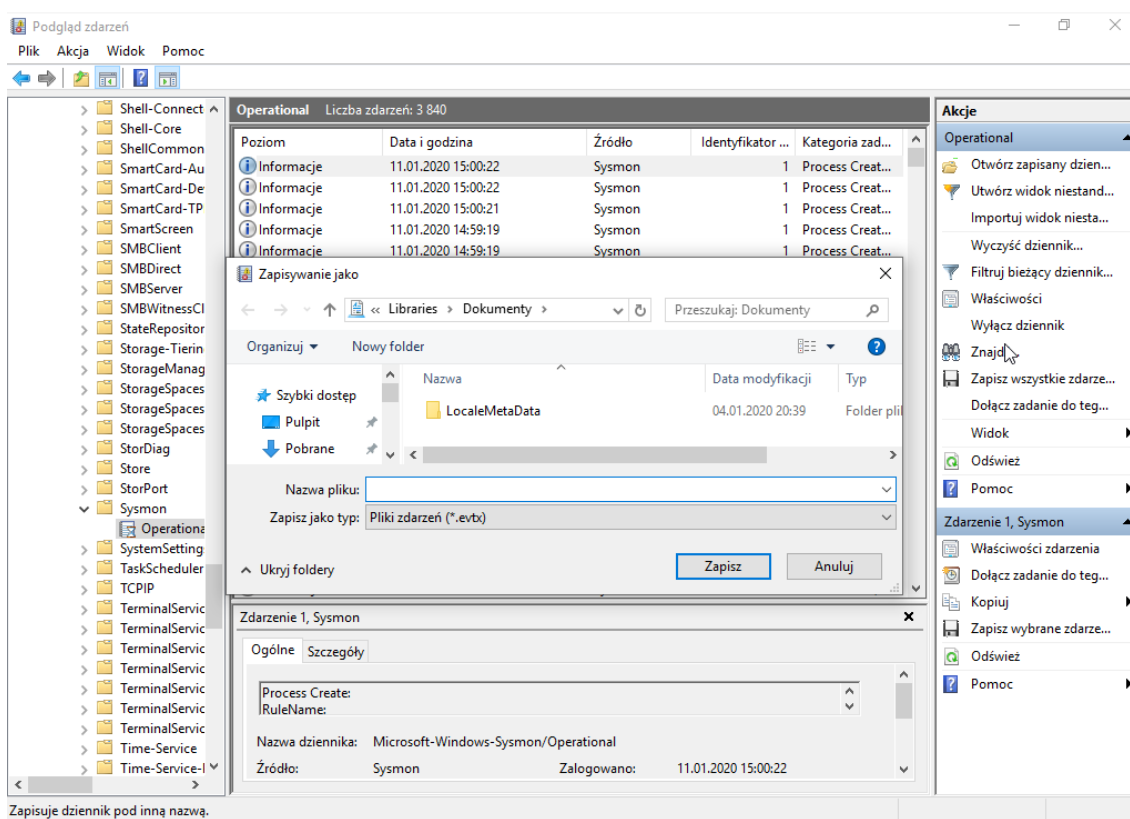 Podgląd zdarzeń
Plik Akcja Widok Pomoc
Shell-Connect
Shell-Core
ShellCommon
SmartCard-Au
SmartCard-De
SmartCard-TP
SmartScreen
SMBClient
SMBDirect
SMBServer
SMBWitnessCl
StateRepositor
Storage-Tierin
StorageManag
StorageSpaces
StorageSpaces
StorageSpaces
StorDiag
Store
StorPort
Sysmon
Operationa
SystemSetting
TaskScheduler
TCPIP
TerminalServic
TerminalServic
TerminalServic
TerminalServic
TerminalServic
TerminalServic
TerminalServic
Time-Service
Time-Service-
Operational Liczba zdarzeń: 3 840
Poziom Data i godzina Źródło Identyfikator ... Kategoria zad...
Informacje 11.01.2020 15:00:22 Sysmon 1 Process Creat...
Informacje 11.01.2020 15:00:22 Sysmon 1 Process Creat...
Informacje 11.01.2020 15:00:21 Sysmon 1 Process Creat...
Informacje 11.01.2020 14:59:19 Sysmon 1 Process Creat...
Informacje 11.01.2020 14:59:19 Sysmon 1 Process Creat...
Zapisywanie jako
« Libraries > Dokumenty >
Przeszukaj: Dokumenty
Organizuj Nowy folder
Szybki dostęp
Pulpit
Pobrane
Nazwa Data modyfikacji Typ
LocaleMetaData 04.01.2020 20:39 Folder pli
Nazwa pliku:
Zapisz jako typ: Pliki zdarzeń (*.evtx)
Ukryj foldery
Zapisz Anuluj
Zdarzenie 1, Sysmon
Ogólne Szczegóły
Process Create:
RuleName:
Nazwa dziennika: Microsoft-Windows-Sysmon/Operational
Źródło: Sysmon Zalogowano: 11.01.2020 15:00:22
Akcje
Operational
Otwórz zapisany dzien...
Utwórz widok niestand...
Importuj widok niesta...
Wyczyść dziennik...
Filtruj bieżący dziennik...
Właściwości
Wyłącz dziennik
Znajd
Zapisz wszystkie zdarze...
Dołącz zadanie do teg...
Widok
Odśwież
Pomoc
Zdarzenie 1, Sysmon
Właściwości zdarzenia
Dołącz zadanie do teg...
Kopiuj
Zapisz wybrane zdarze...
Odśwież
Pomoc
Zapisuje dziennik pod inną nazwą.